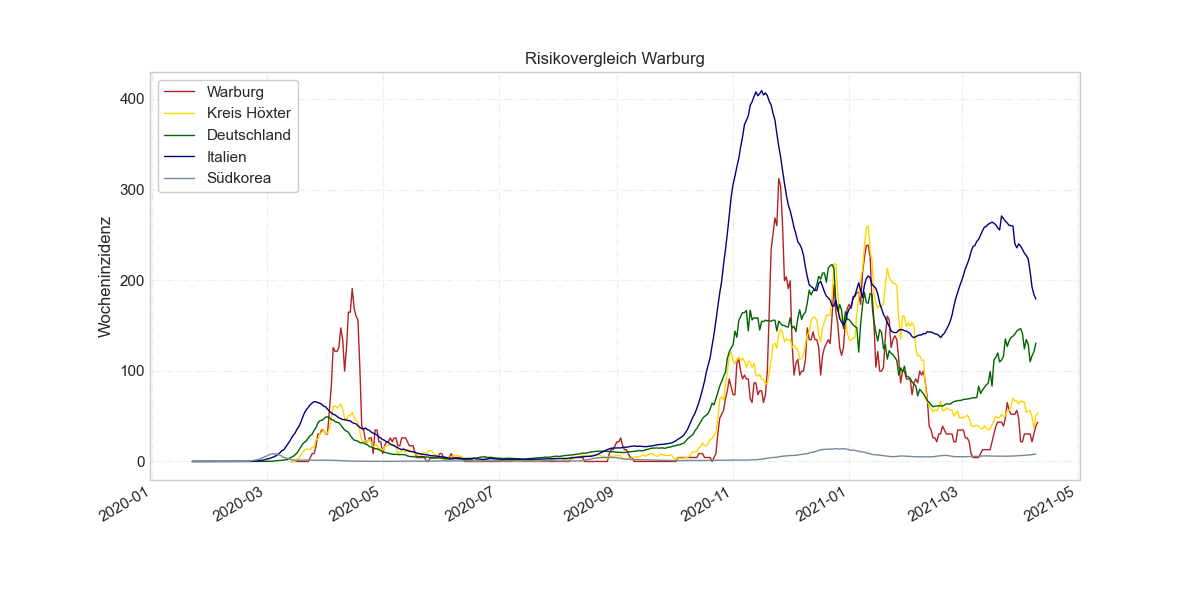 Risikovergleich Warburg
Warburg
Kreis Höxter
Deutschland
Italien
Südkorea
Wocheninzidenz
400
300
200
100
0
2020-01
2020-03
2020-05
2020-07
2020-09
2020-11
2021-01
2021-03
2021-05